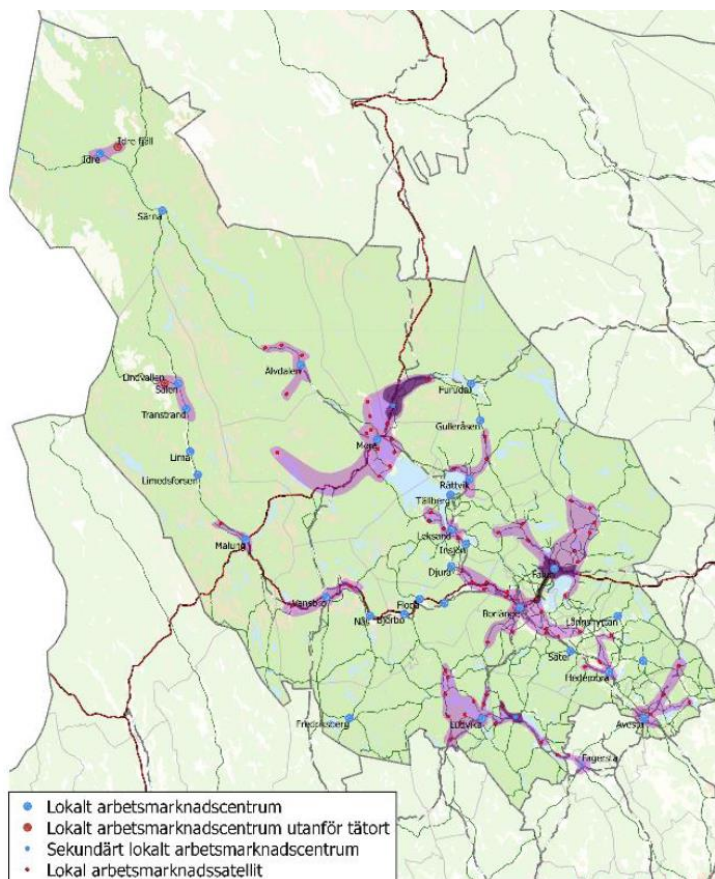 Idre fjäll
Idre
Särna
Älvdalen
Lindvallen
Sälen
Furudal
Transtrand
Gulleråsen
Mora
Lima
Rättvik
Limedsforsen
Tällberg
Leksand
Malung
Insjön
Djura
Falun
Vansbro
Floda
Borlänge
Nås
Björbo
Långshyttan
Säter
Hedemora
Fredriksberg
Ludvika
Avesta
Fagersta
Lokalt arbetsmarknadscentrum
Lokalt arbetsmarknadscentrum utanför tätort
Sekundärt lokalt arbetsmarknadscentrum
Lokal arbetsmarknadssatellit